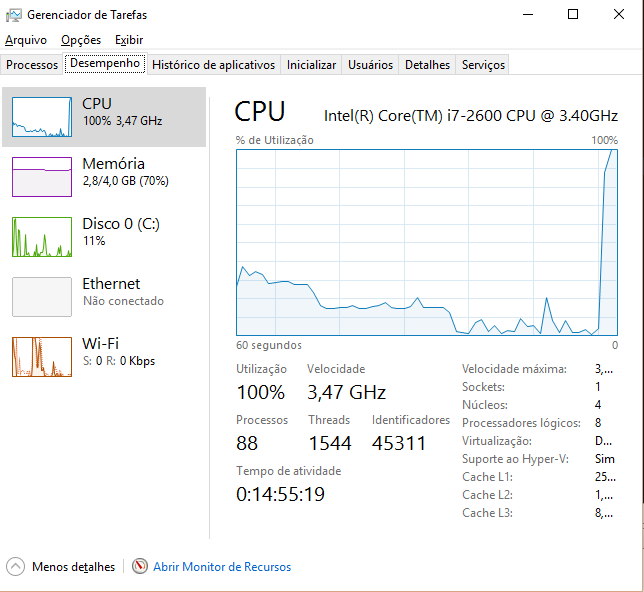 Gerenciador de Tarefas
Arquivo Opções Exibir
Processos Desempenho Histórico de aplicativos Inicializar Usuários Detalhes Serviços
CPU
100% 3,47 GHz
Memória
2,8/4,0 GB (70%)
Disco 0 (C:)
11%
Ethernet
Não conectado
Wi-Fi
S: 0 R: 0 Kbps
CPU Intel(R) Core(TM) i7-2600 CPU @ 3.40GHz
% de Utilização 100%
60 segundos 0
Utilização Velocidade
100% 3,47 GHz
Processos Threads Identificadores
88 1544 45311
Tempo de atividade
0:14:55:19
Velocidade máxima: 3,...
Sockets: 1
Núcleos: 4
Processadores lógicos: 8
Virtualização: D...
Suporte ao Hyper-V: Sim
Cache L1: 25...
Cache L2: 1,...
Cache L3: 8,...
Menos detalhes Abrir Monitor de Recursos